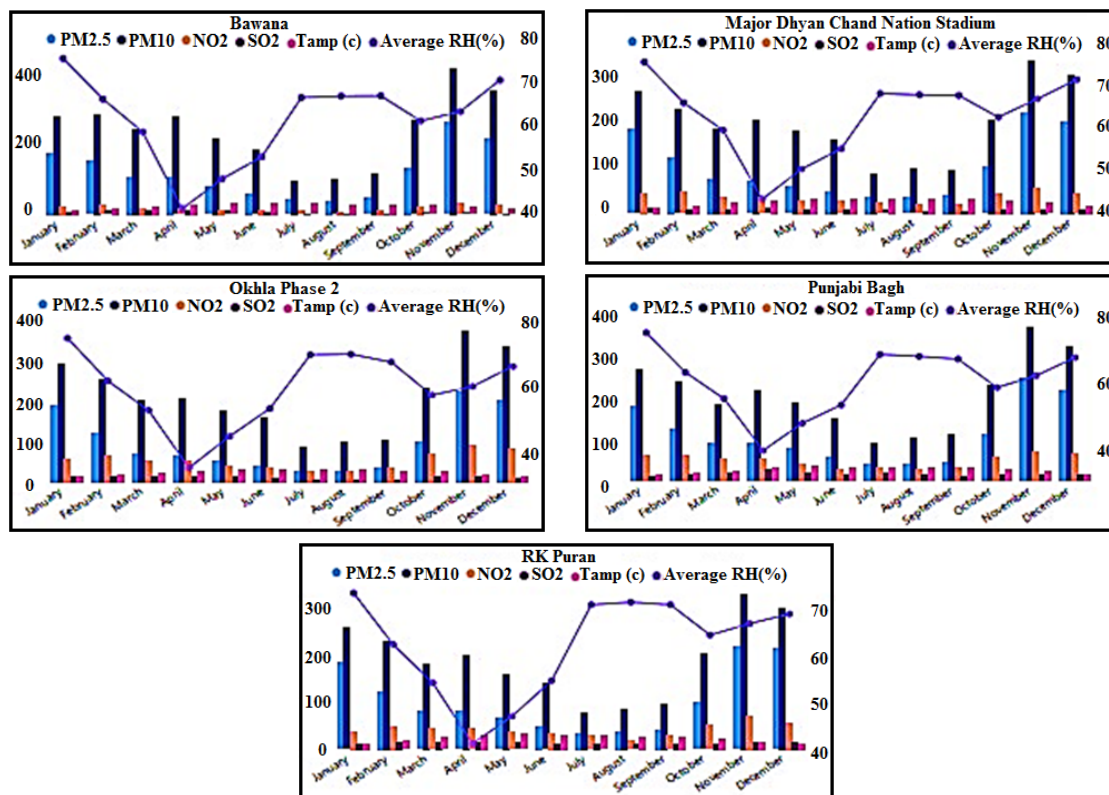 Bawana
PM2.5 PM10 NO2 SO2 Tamp (c) Average RH(%)
400
200
0
80
70
60
50
40
January February March April May June July August September October November December
Major Dhyan Chand Nation Stadium
PM2.5 PM10 NO2 SO2 Tamp (c) Average RH(%)
300
200
100
0
80
70
60
50
40
January February March April May June July August September October November December
Okhla Phase 2
PM2.5 PM10 NO2 SO2 Tamp (c) Average RH(%)
400
300
200
100
0
80
60
40
January February March April May June July August September October November December
Punjabi Bagh
PM2.5 PM10 NO2 SO2 Tamp (c) Average RH(%)
400
300
200
100
0
80
70
60
50
40
January February March April May June July August September October November December
RK Puran
PM2.5 PM10 NO2 SO2 Tamp (c) Average RH(%)
300
200
100
0
70
60
50
40
January February March April May June July August September October November December